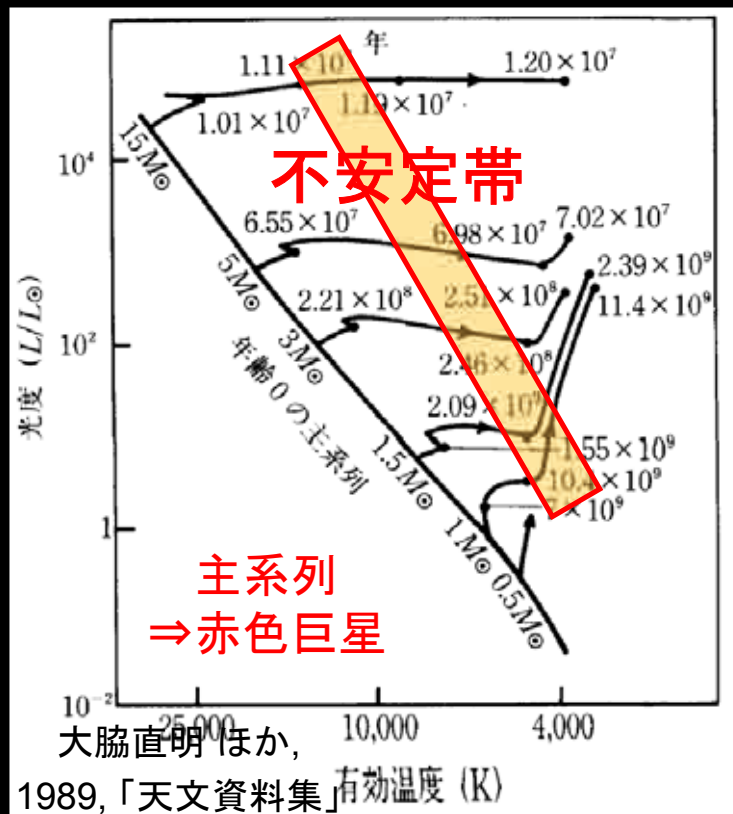 年
1.11×10
1.20×10⁷
1.19×10⁷
1.01×10⁷
15M⊙
10⁴
不安定帯
6.55×10⁷
6.98×10⁷
7.02×10⁷
5M⊙
2.39×10⁹
2.21×10⁸
2.51×10⁸
11.4×10⁹
光度 (L/L⊙)
10²
3M⊙
2.46×10⁸
年齢0の主系列
2.09×10⁹
1.5M⊙
1.55×10⁹
10.4×10⁹
×10⁹
1
1M⊙
0.5M⊙
主系列
⇒赤色巨星
10⁻²
25,000
10,000
4,000
大脇直明 ほか,
1989, 「天文資料集」
有効温度 (K)